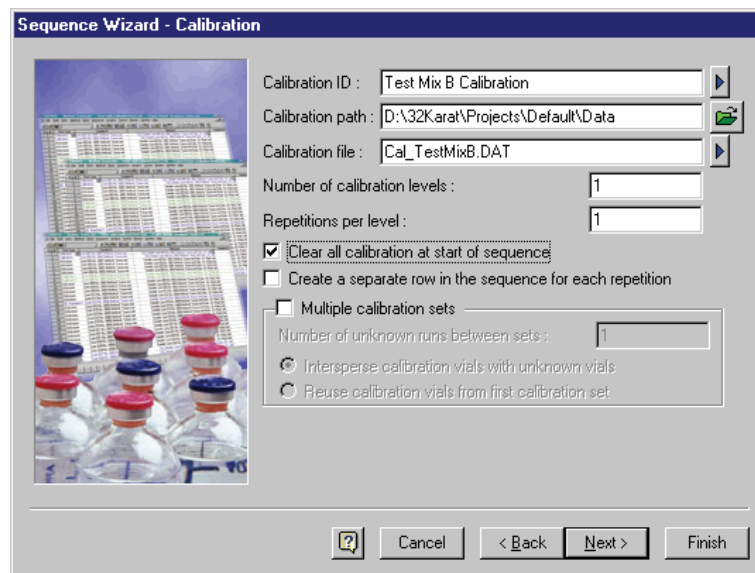 Sequence Wizard - Calibration
Calibration ID : Test Mix B Calibration
Calibration path : D:\32Karat\Projects\Default\Data
Calibration file : Cal_TestMixB.DAT
Number of calibration levels : 1
Repetitions per level : 1
Clear all calibration at start of sequence
Create a separate row in the sequence for each repetition
Multiple calibration sets
Number of unknown runs between sets : 1
Intersperse calibration vials with unknown vials
Reuse calibration vials from first calibration set
? Cancel < Back Next > Finish